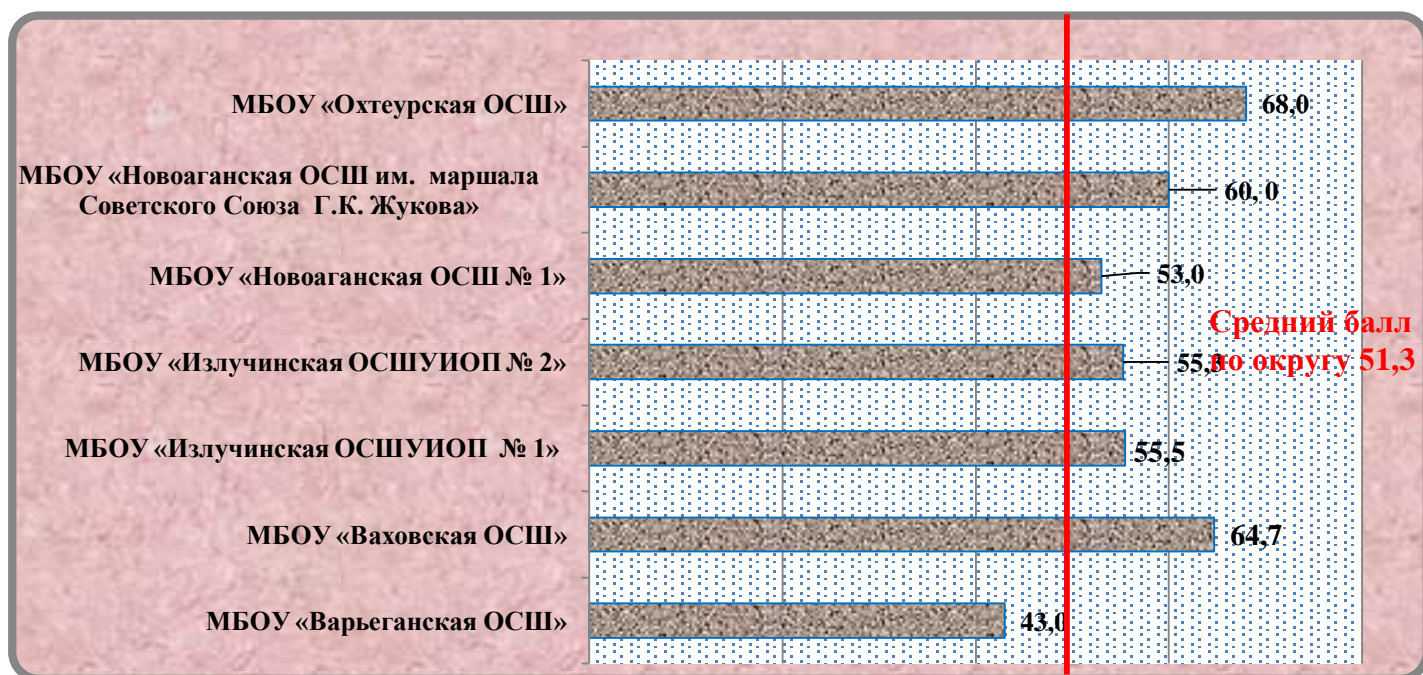 МБОУ «Охтеурская ОСШ»
68,0
МБОУ «Новоаганская ОСШ им. маршала
Советского Союза Г.К. Жукова»
60, 0
МБОУ «Новоаганская ОСШ № 1»
53,0
Средний балл
по округу 51,3
МБОУ «Излучинская ОСШУИОП № 2»
55,3
МБОУ «Излучинская ОСШУИОП № 1»
55,5
МБОУ «Ваховская ОСШ»
64,7
МБОУ «Варьеганская ОСШ»
43,0